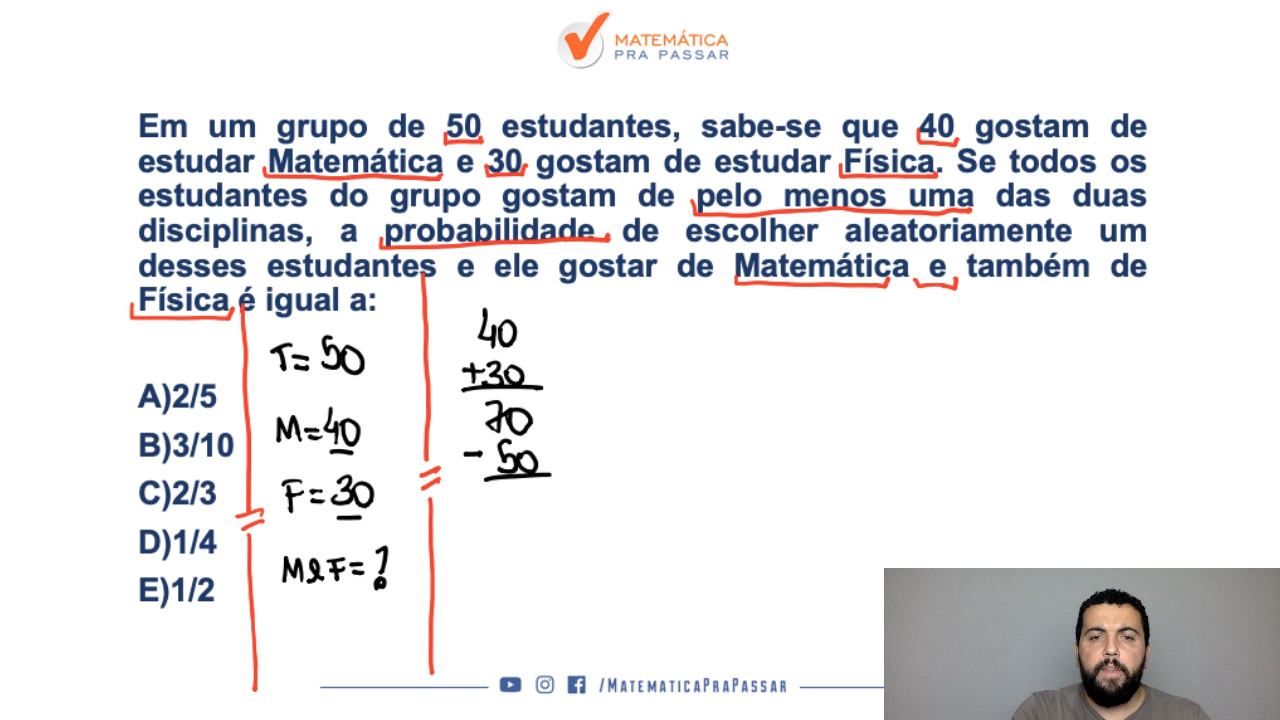 MATEMÁTICA
PRA PASSAR
Em um grupo de 50 estudantes, sabe-se que 40 gostam de
estudar Matemática e 30 gostam de estudar Física. Se todos os
estudantes do grupo gostam de pelo menos uma das duas
disciplinas, a probabilidade de escolher aleatoriamente um
desses estudantes e ele gostar de Matemática e também de
Física é igual a:
A)2/5
B)3/10
C)2/3
D)1/4
E)1/2
T=50
M=40
F=30
M&F=?
40
+30
70
-50
/MATEMATICAPRAPASSAR